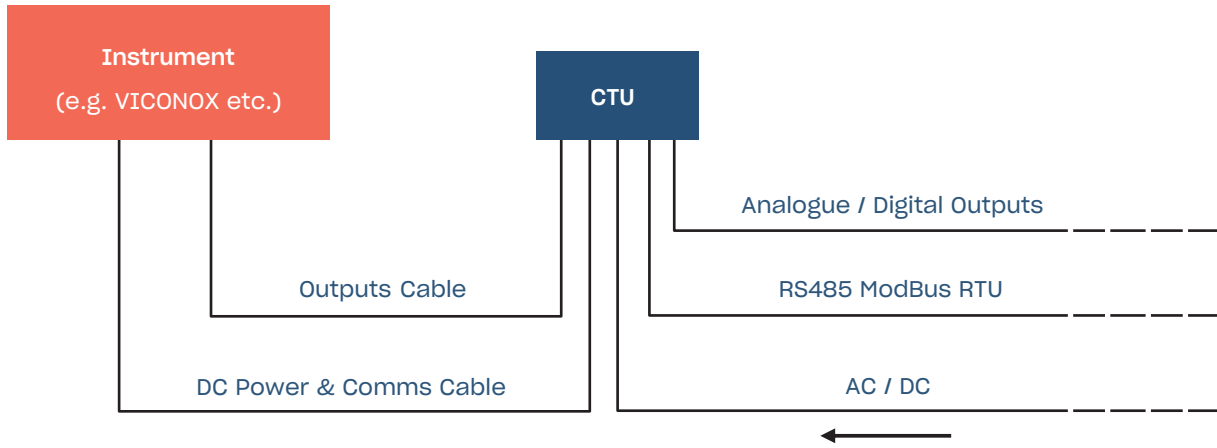 Instrument
(e.g. VICONOX etc.)
CTU
Analogue / Digital Outputs
Outputs Cable
RS485 ModBus RTU
DC Power & Comms Cable
AC / DC